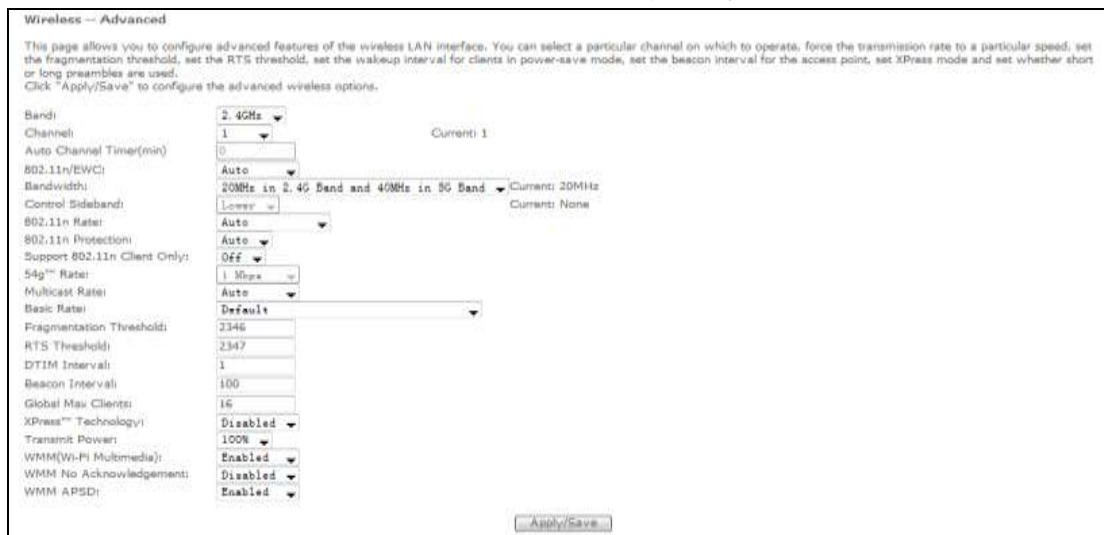 Wireless -- Advanced
This page allows you to configure advanced features of the wireless LAN interface. You can select a particular channel on which to operate, force the transmission rate to a particular speed, set
the fragmentation threshold, set the RTS threshold, set the wakeup interval for clients in power-save mode, set the beacon interval for the access point, set XPress mode and set whether short
or long preambles are used.
Click "Apply/Save" to configure the advanced wireless options.
Band: 2.4GHz
Channel: 1 Current: 1
Auto Channel Timer(min) 0
802.11n/EWC: Auto
Bandwidth: 20MHz in 2.4G Band and 40MHz in 5G Band Current: 20MHz
Control Sideband: Lower Current: None
802.11n Rate: Auto
802.11n Protection: Auto
Support 802.11n Client Only: Off
54g™ Rate: 1 Mbps
Multicast Rate: Auto
Basic Rate: Default
Fragmentation Threshold: 2346
RTS Threshold: 2347
DTIM Interval: 1
Beacon Interval: 100
Global Max Clients: 16
XPress™ Technology: Disabled
Transmit Power: 100%
WMM(Wi-Fi Multimedia): Enabled
WMM No Acknowledgement: Disabled
WMM APSD: Enabled
Apply/Save